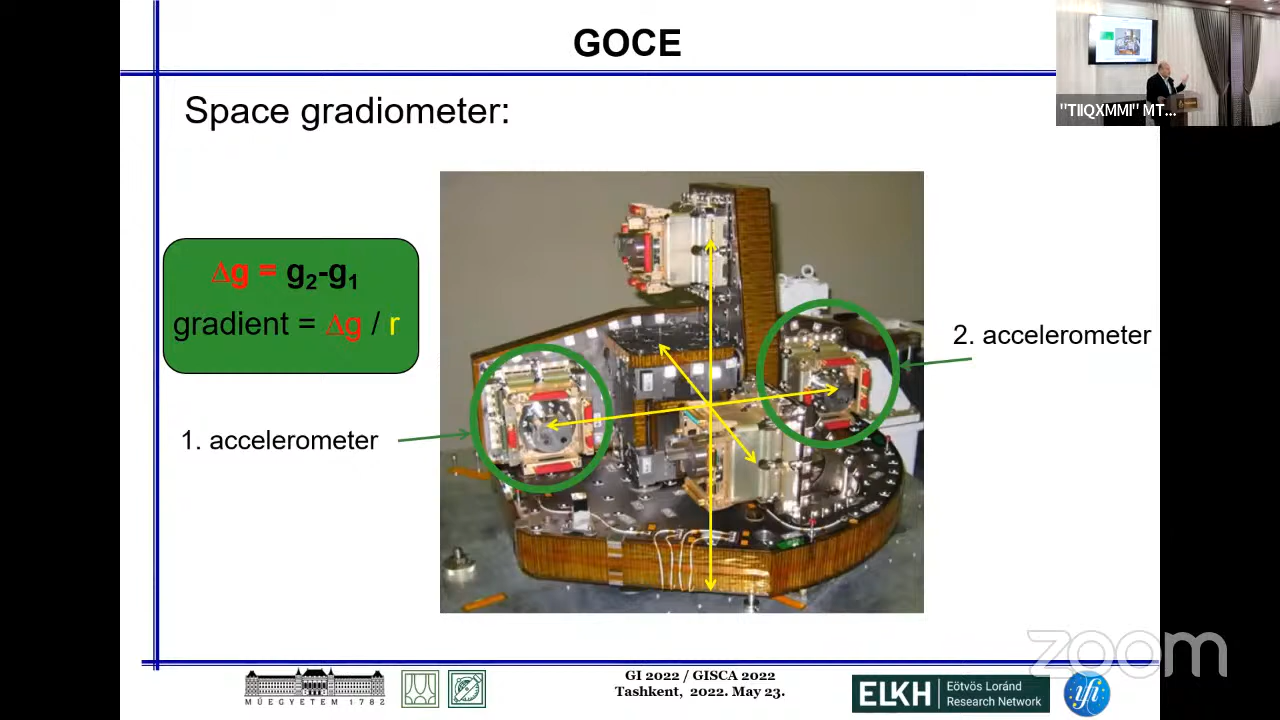 GOCE
"TIIQXMMI" MT...
Space gradiometer:
Δg = g₂-g₁
gradient = Δg / r
2. accelerometer
1. accelerometer
zoom
MŰEGYETEM 1782
GI 2022 / GISCA 2022
Tashkent, 2022. May 23.
ELKH
Eötvös Loránd
Research Network
yfi